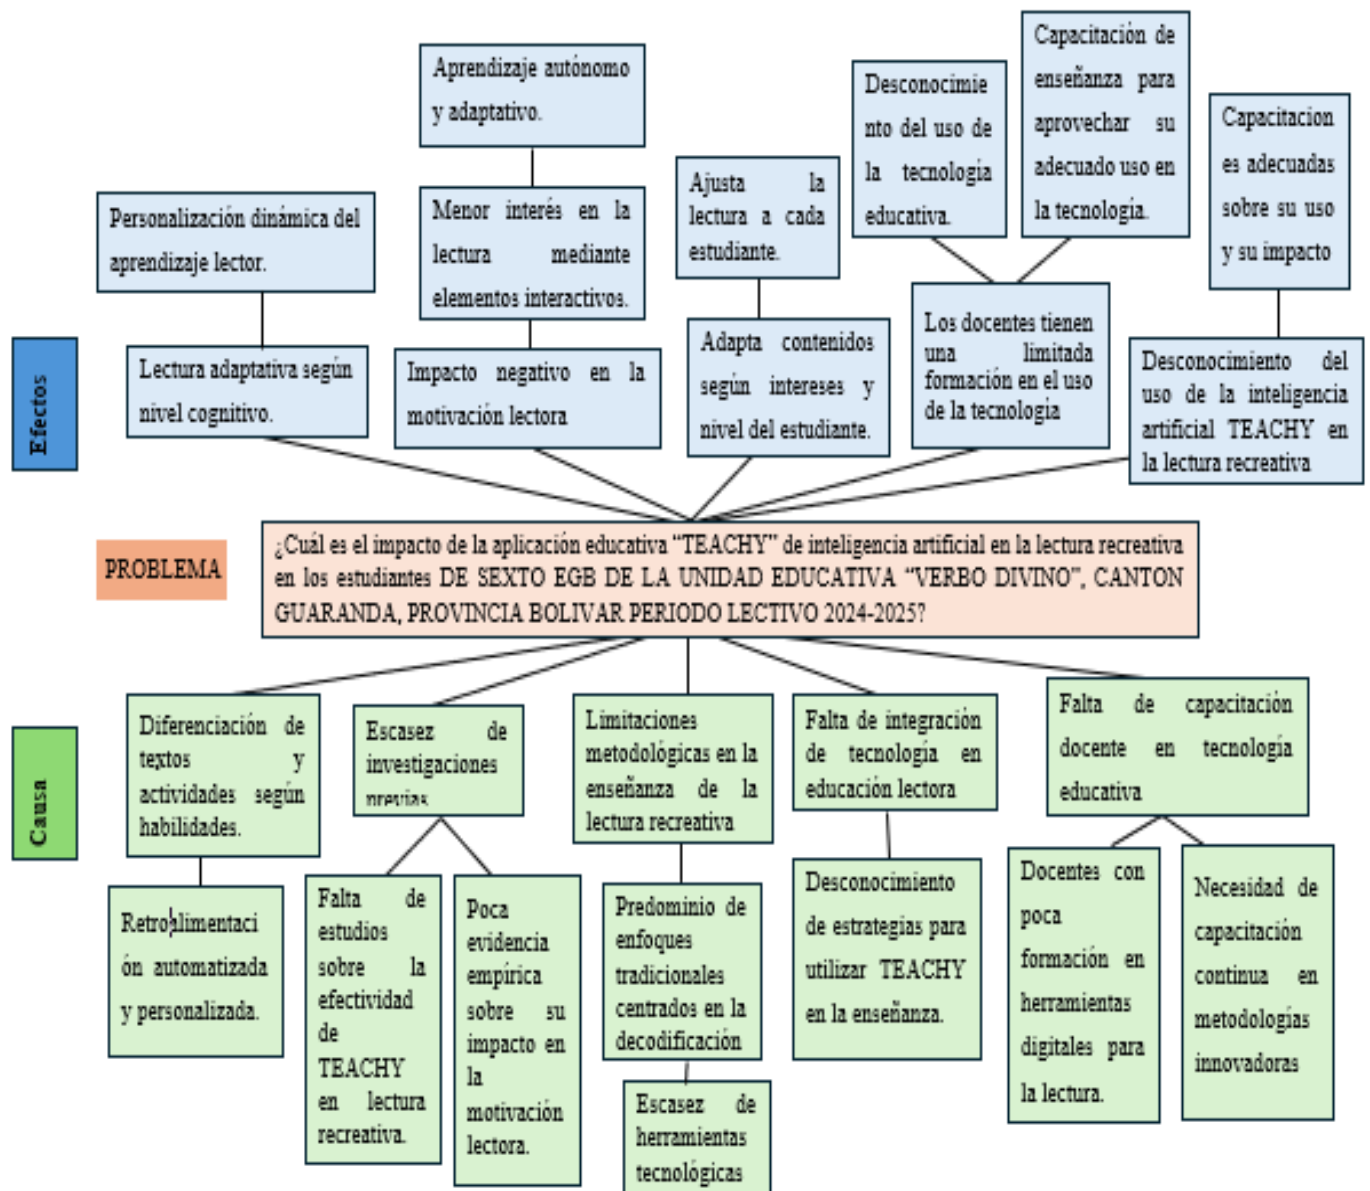 Aprendizaje autónomo
y adaptativo.
Capacitación de
enseñanza para
aprovechar su
adecuado uso en
la tecnología.
Desconocimie
nto del uso de
la tecnología
educativa.
Capacitacion
es adecuadas
sobre su uso
y su impacto
Personalización dinámica del
aprendizaje lector.
Menor interés en la
lectura mediante
elementos interactivos.
Ajusta la
lectura a cada
estudiante.
Efectos
Lectura adaptativa según
nivel cognitivo.
Impacto negativo en la
motivación lectora
Adapta contenidos
según intereses y
nivel del estudiante.
Los docentes tienen
una limitada
formación en el uso
de la tecnología
Desconocimiento del
uso de la inteligencia
artificial TEACHY en
la lectura recreativa
PROBLEMA
¿Cuál es el impacto de la aplicación educativa “TEACHY” de inteligencia artificial en la lectura recreativa
en los estudiantes DE SEXTO EGB DE LA UNIDAD EDUCATIVA “VERBO DIVINO”, CANTON
GUARANDA, PROVINCIA BOLIVAR PERIODO LECTIVO 2024-2025?
Causa
Diferenciación de
textos y
actividades según
habilidades.
Escasez de
investigaciones
previas
Limitaciones
metodológicas en la
enseñanza de la
lectura recreativa
Falta de integración
de tecnología en
educación lectora
Falta de capacitación
docente en tecnología
educativa
Retroalimentaci
ón automatizada
y personalizada.
Falta de
estudios
sobre la
efectividad
de
TEACHY
en lectura
recreativa.
Poca
evidencia
empírica
sobre su
impacto en
la
motivación
lectora.
Predominio de
enfoques
tradicionales
centrados en la
decodificación
Escasez de
herramientas
tecnológicas
Desconocimiento
de estrategias para
utilizar TEACHY
en la enseñanza.
Docentes con
poca
formación en
herramientas
digitales para
la lectura.
Necesidad de
capacitación
continua en
metodologías
innovadoras